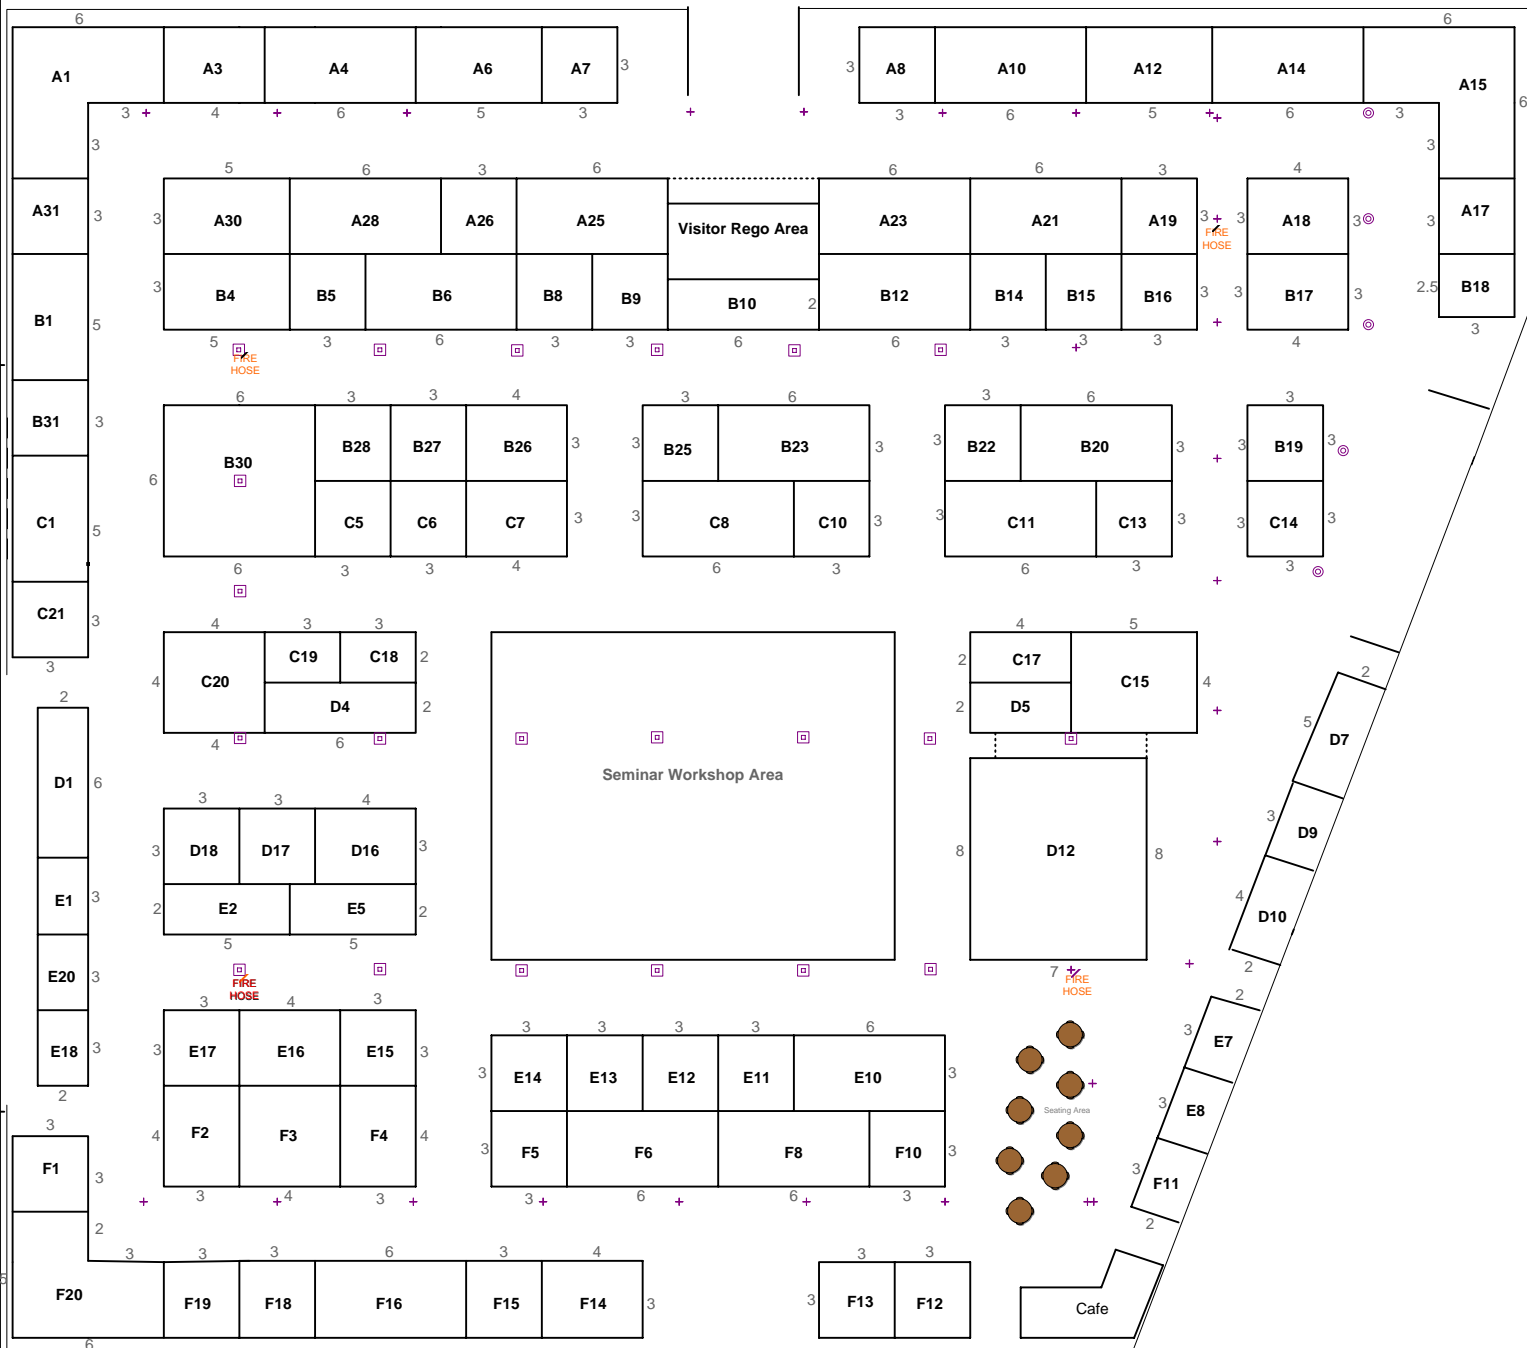 6
6
A1
A3
A4
A6
A7
3
3
A8
A10
A12
A14
A15
6
3
4
6
5
3
3
6
5
6
3
3
3
5
6
3
6
6
6
3
4
A31
3
3
A30
A28
A26
A25
Visitor Rego Area
A23
A21
A19
3
3
A18
3
3
A17
FIRE
HOSE
B1
5
3
B4
B5
B6
B8
B9
B10
2
B12
B14
B15
B16
3
3
B17
3
2.5
B18
3
5
3
6
3
3
6
6
3
3
3
4
FIRE
HOSE
6
3
3
4
3
6
3
6
3
B31
3
B30
B28
B27
B26
3
3
B25
B23
3
3
B22
B20
3
3
B19
3
6
C1
5
C5
C6
C7
3
3
C8
C10
3
3
C11
C13
3
3
C14
3
6
3
3
4
6
3
6
3
3
C21
3
3
4
3
3
4
5
4
C20
C19
C18
2
2
C17
C15
4
D4
2
2
D5
4
6
2
2
D1
6
5
D7
Seminar Workshop Area
3
3
4
3
D18
D17
D16
3
8
D12
8
3
D9
E1
3
2
E2
E5
2
4
D10
5
5
2
E20
3
FIRE
HOSE
7
FIRE
HOSE
2
3
4
3
3
3
3
6
E18
3
3
E17
E16
E15
3
3
E14
E13
E12
E11
E10
3
3
E7
2
3
F1
3
4
F2
F3
F4
4
3
F5
F6
F8
F10
3
Seating Area
3
E8
3
F11
2
3
4
3
3
6
6
3
2
3
3
3
6
3
4
3
3
5
F20
F19
F18
F16
F15
F14
3
3
F13
F12
Cafe
6